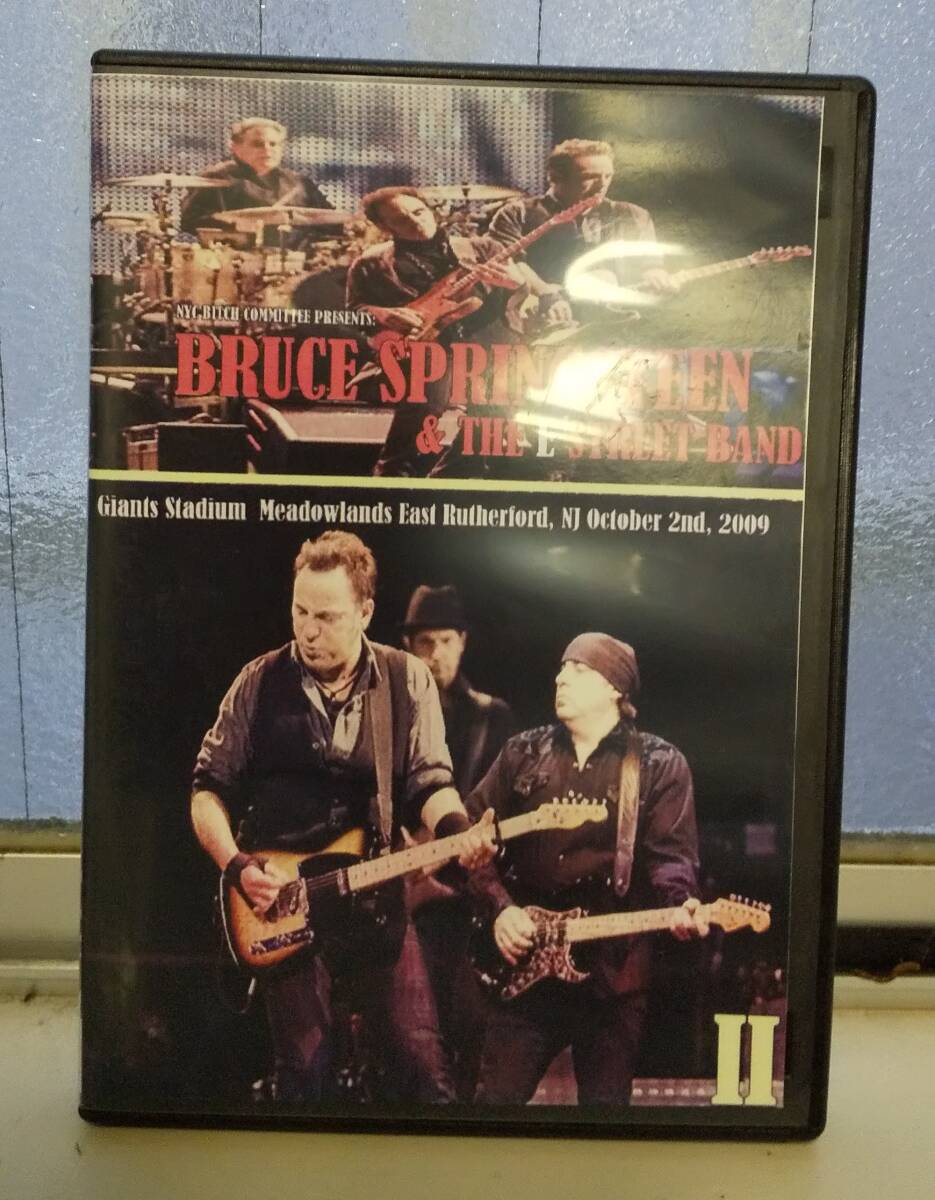 NYC BITCH COMMITTEE PRESENTS:
BRUCE SPRINGSTEEN
& THE E STREET BAND
Giants Stadium Meadowlands East Rutherford, NJ October 2nd, 2009
II